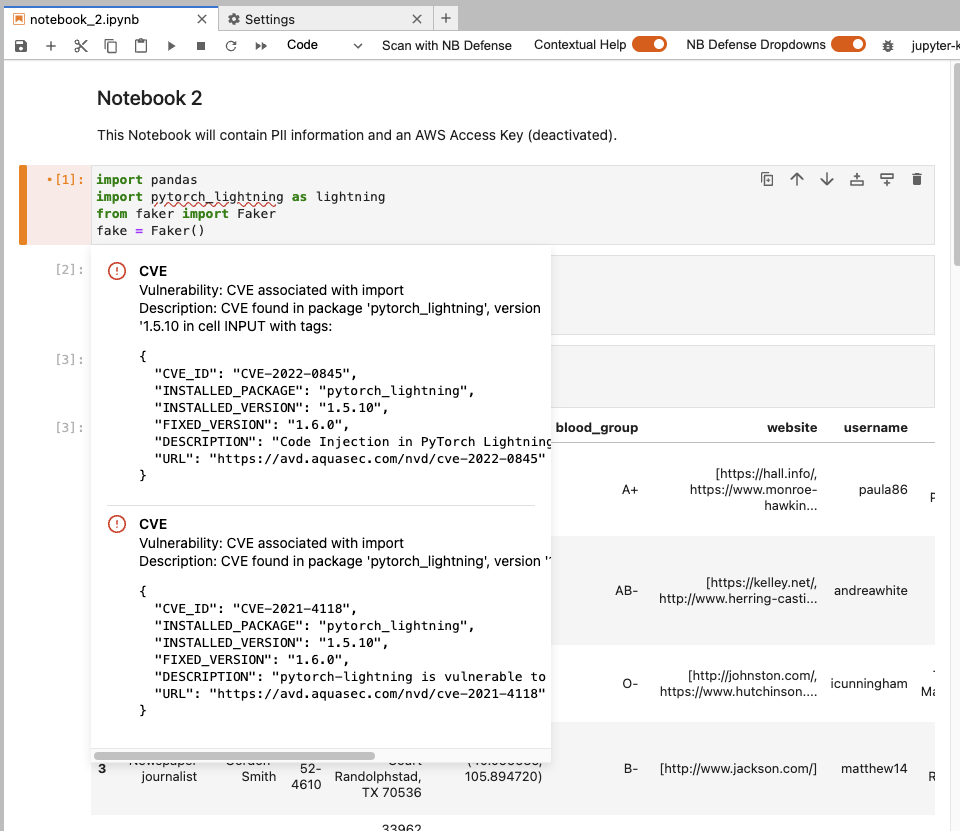 notebook_2.ipynb
Settings
Code
Scan with NB Defense
Contextual Help
NB Defense Dropdowns
Notebook 2
This Notebook will contain PII information and an AWS Access Key (deactivated).
[1]:
import pandas
import pytorch_lightning as lightning
from faker import Faker
fake = Faker()
[2]:
[3]:
[3]:
CVE
Vulnerability: CVE associated with import
Description: CVE found in package 'pytorch_lightning', version
'1.5.10 in cell INPUT with tags:
{
"CVE_ID": "CVE-2022-0845",
"INSTALLED_PACKAGE": "pytorch_lightning",
"INSTALLED_VERSION": "1.5.10",
"FIXED_VERSION": "1.6.0",
"DESCRIPTION": "Code Injection in PyTorch Lightning
"URL": "https://avd.aquasec.com/nvd/cve-2022-0845"
}
CVE
Vulnerability: CVE associated with import
Description: CVE found in package 'pytorch_lightning', version
{
"CVE_ID": "CVE-2021-4118",
"INSTALLED_PACKAGE": "pytorch_lightning",
"INSTALLED_VERSION": "1.5.10",
"FIXED_VERSION": "1.6.0",
"DESCRIPTION": "pytorch-lightning is vulnerable to
"URL": "https://avd.aquasec.com/nvd/cve-2021-4118"
}
blood_group website username
A+ [https://hall.info/, paula86
https://www.monroe-
hawkin...
AB- [https://kelley.net/, andreawhite
http://www.herring-casti...
O- [http://johnston.com/, icunningham
https://www.hutchinson....
3 B- [http://www.jackson.com/] matthew14
journalist
Smith
52-
4610
Randolphstad,
TX 70536
105.894720)
33962